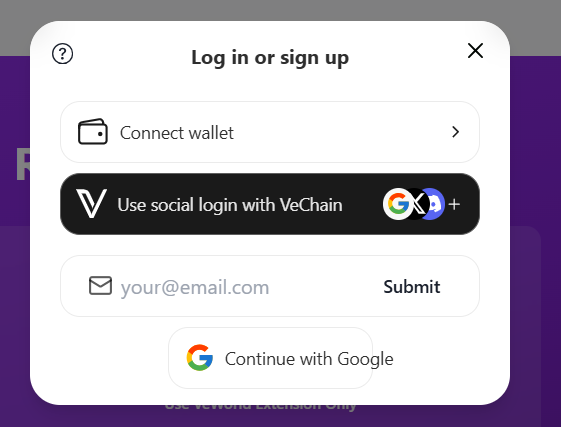 Log in or sign up
Connect wallet
Use social login with VeChain
your@email.com Submit
Continue with Google
R
Use VeWorld Extension Only